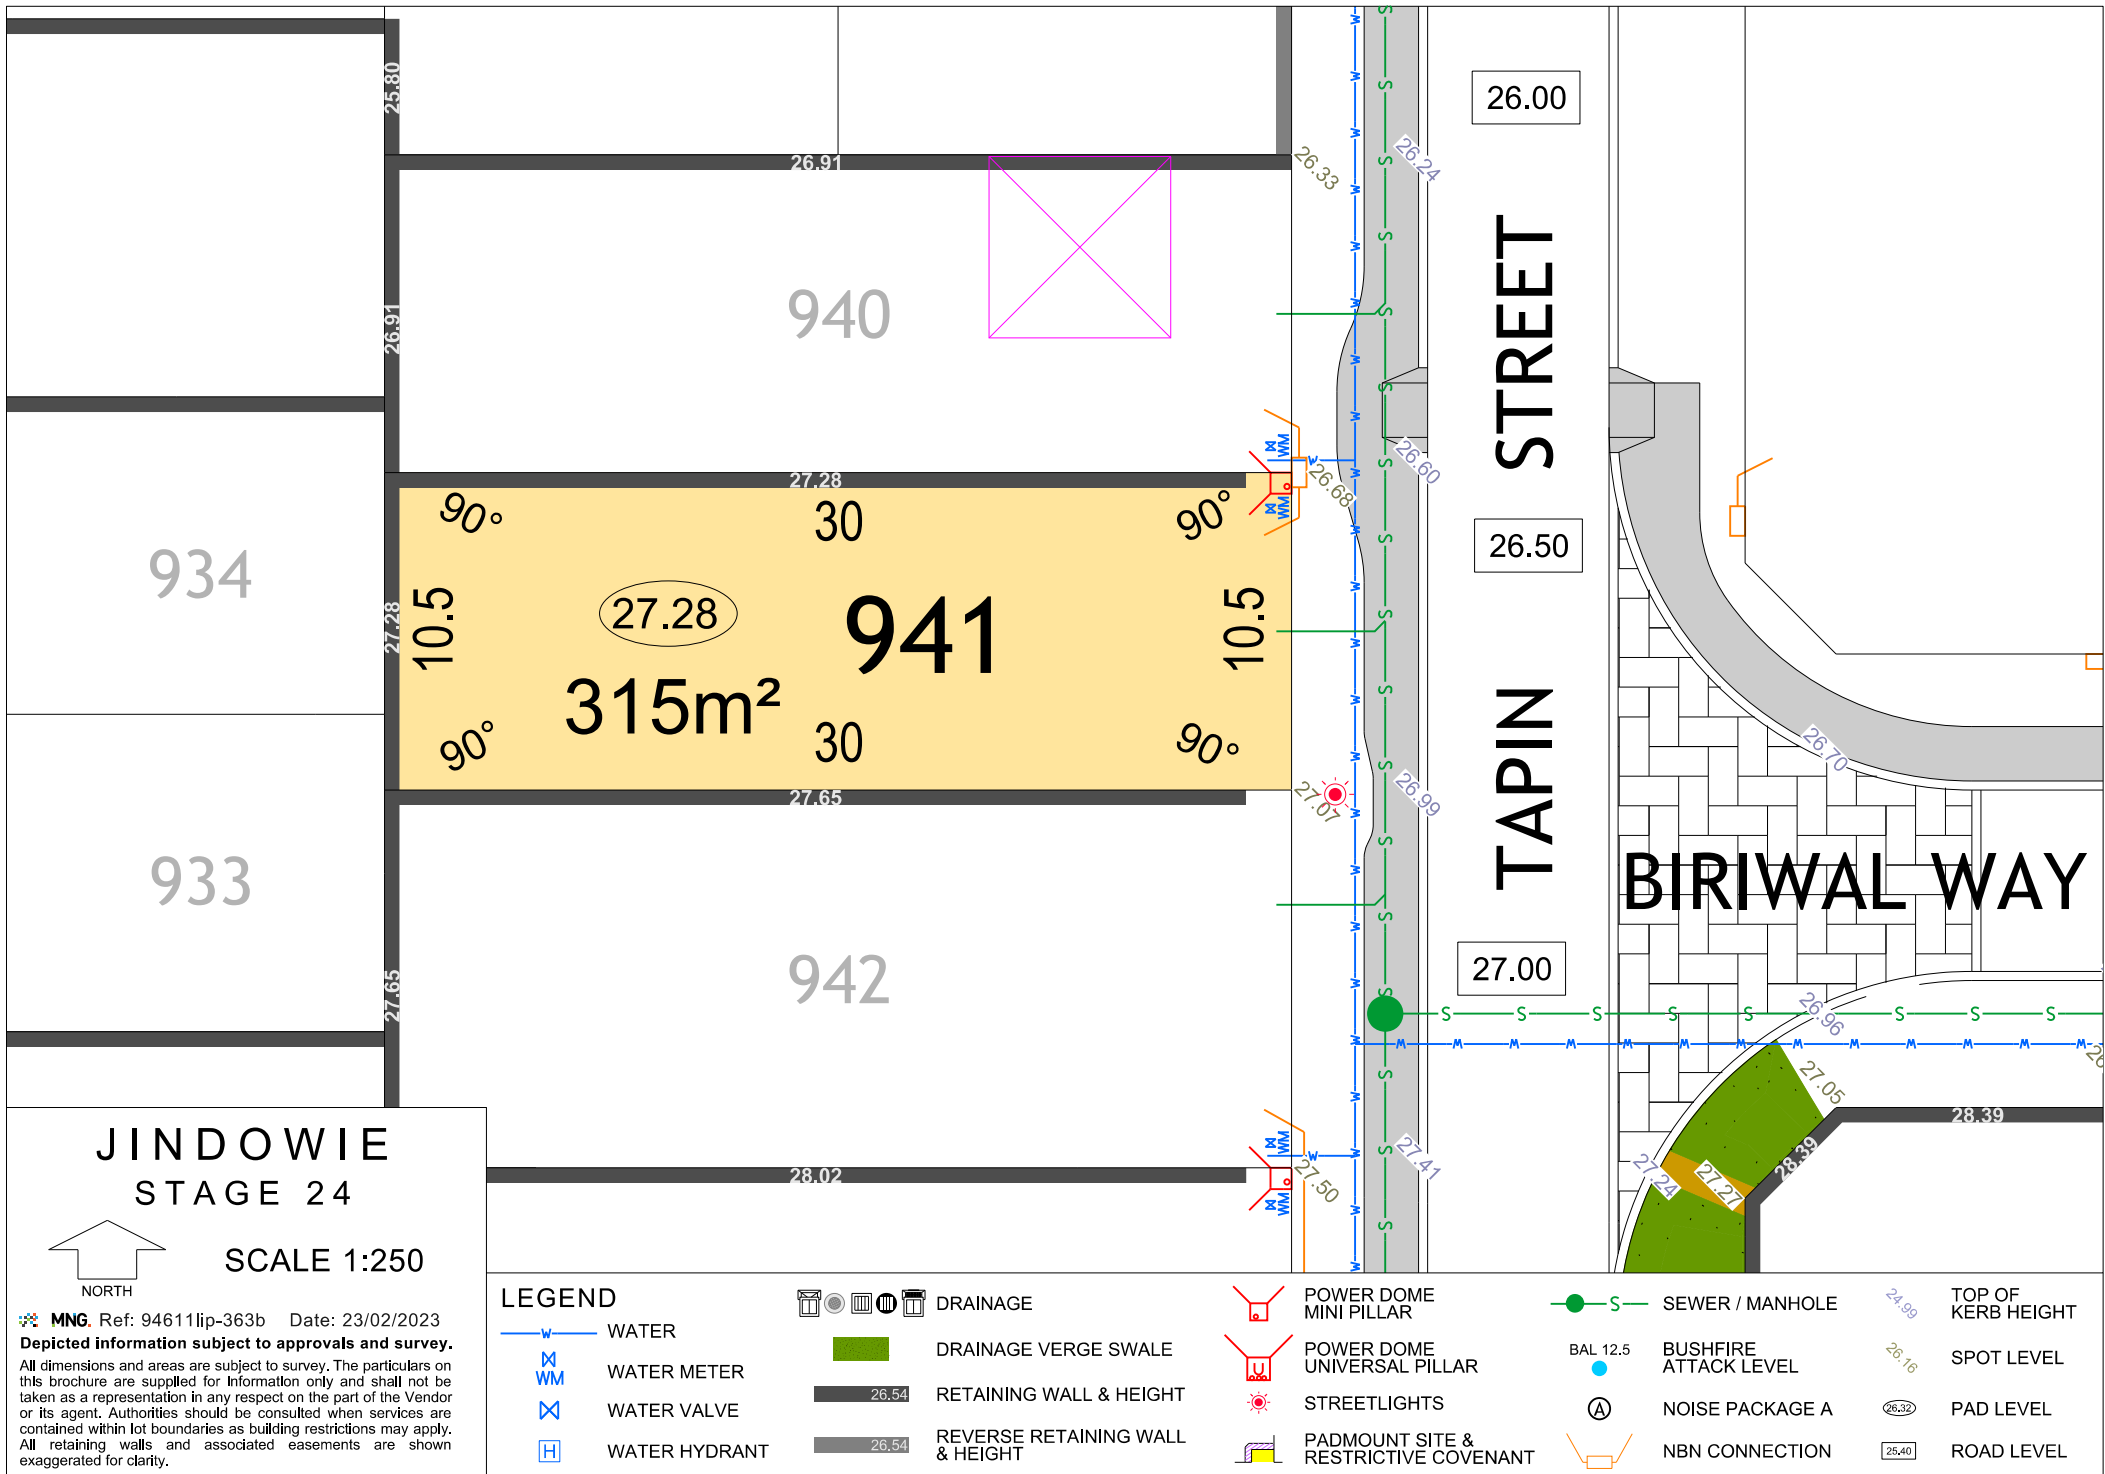 25.80
26.91
26.33
26.24
26.00
STREET
26.91
940
WM
W
26.60
26.68
27.28
WM
90°
30
90°
26.50
934
27.28
10.5
27.28
941
10.5
315m²
90°
30
90°
TAPIN
26.70
27.65
27.07
26.99
933
BIRIWAL WAY
942
27.65
27.00
26.96
27.05
28.39
28.39
27.24
27.27
WM
W
27.41
27.50
28.02
WM
JINDOWIE
STAGE 24
SCALE 1:250
NORTH
MNG. Ref: 94611lip-363b Date: 23/02/2023
Depicted information subject to approvals and survey.
All dimensions and areas are subject to survey. The particulars on
this brochure are supplied for information only and shall not be
taken as a representation in any respect on the part of the Vendor
or its agent. Authorities should be consulted when services are
contained within lot boundaries as building restrictions may apply.
All retaining walls and associated easements are shown
exaggerated for clarity.
LEGEND
W WATER
WM WATER METER
WATER VALVE
H WATER HYDRANT
DRAINAGE
DRAINAGE VERGE SWALE
26.54 RETAINING WALL & HEIGHT
26.54 REVERSE RETAINING WALL
& HEIGHT
POWER DOME
MINI PILLAR
U POWER DOME
UNIVERSAL PILLAR
STREETLIGHTS
PADMOUNT SITE &
RESTRICTIVE COVENANT
S SEWER / MANHOLE
BAL 12.5 BUSHFIRE
ATTACK LEVEL
A NOISE PACKAGE A
NBN CONNECTION
24.99 TOP OF
KERB HEIGHT
26.16 SPOT LEVEL
26.32 PAD LEVEL
25.40 ROAD LEVEL